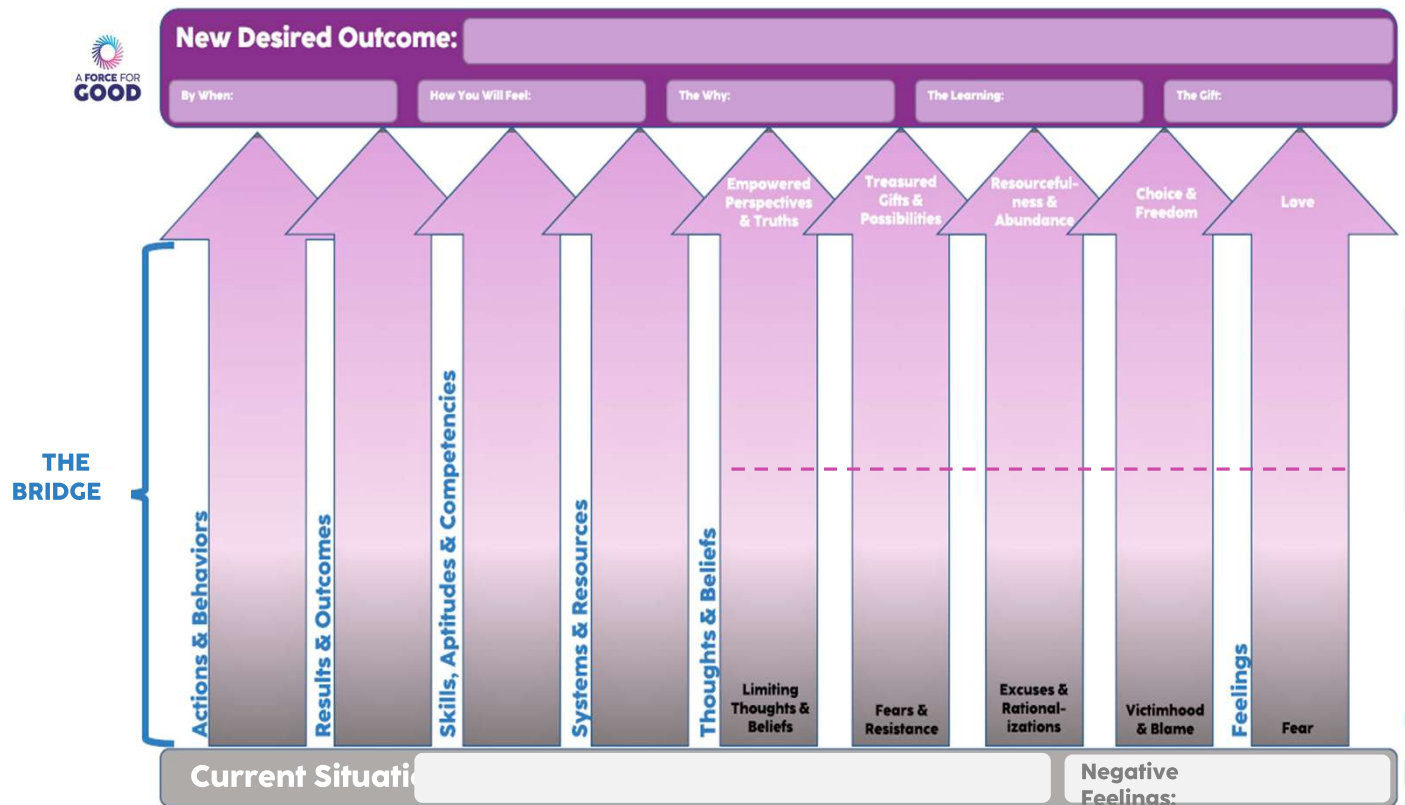 A FORCE FOR
GOOD
New Desired Outcome:
By When:
How You Will Feel:
The Why:
The Learning:
The Gift:
Empowered
Perspectives
& Truths
Treasured
Gifts &
Possibilities
Resourceful-
ness &
Abundance
Choice &
Freedom
Love
THE
BRIDGE
Actions & Behaviors
Results & Outcomes
Skills, Aptitudes & Competencies
Systems & Resources
Thoughts & Beliefs
Limiting
Thoughts &
Beliefs
Fears &
Resistance
Excuses &
Rational-
izations
Victimhood
& Blame
Feelings
Fear
Current Situatio
Negative
Feelings: